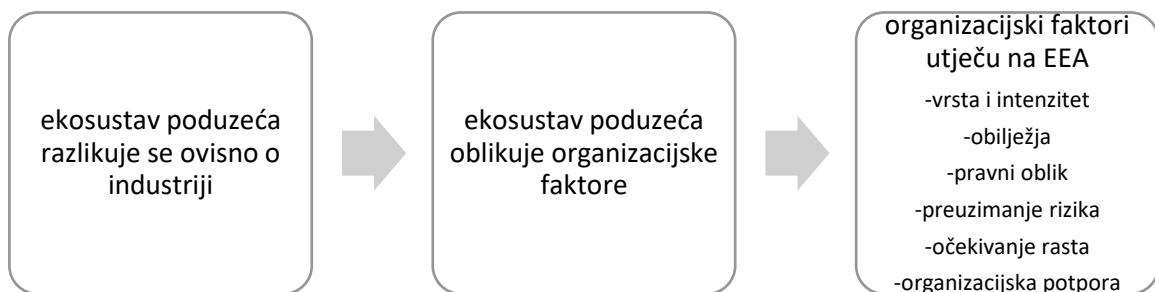 ekosustav poduzeća
razlikuje se ovisno o
industriji
ekosustav poduzeća
oblikuje organizacijske
faktore
organizacijski faktori
utječu na EEA
-vrsta i intenzitet
-obilježja
-pravni oblik
-preuzimanje rizika
-očekivanje rasta
-organizacijska potpora